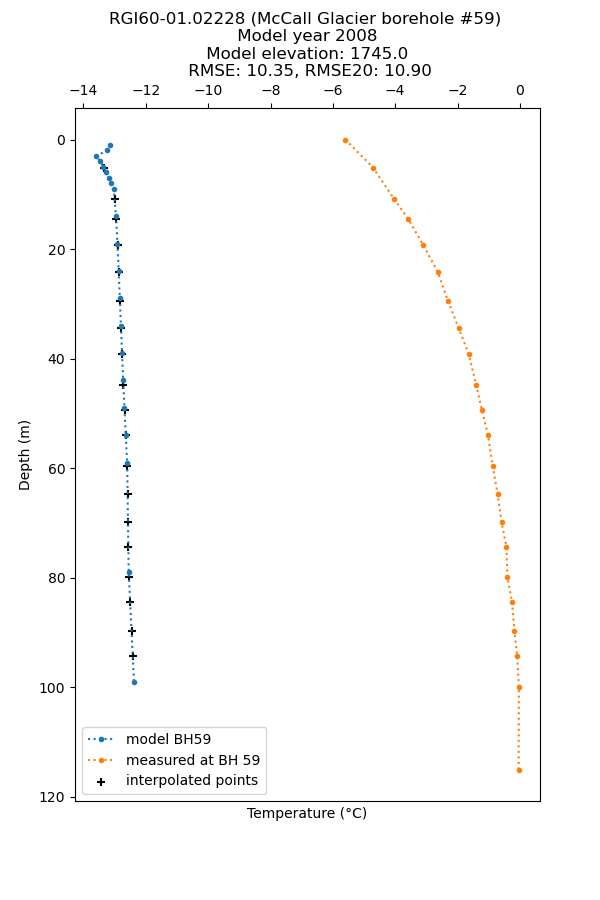 RGI60-01.02228 (McCall Glacier borehole #59)
Model year 2008
Model elevation: 1745.0
RMSE: 10.35, RMSE20: 10.90
−14 −12 −10 −8 −6 −4 −2 0
0
20
40
60
80
100
120
Depth (m)
model BH59
measured at BH 59
interpolated points
Temperature (°C)